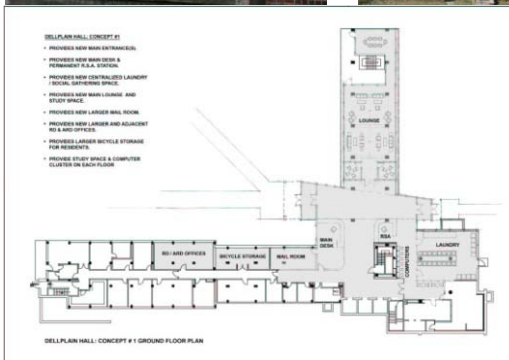 DELLPLAIN HALL: CONCEPT #1
• PROVIDES NEW MAIN ENTRANCE(S).
• PROVIDES NEW MAIN DESK &
PERMANENT R.S.A. STATION.
• PROVIDES NEW CENTRALIZED LAUNDRY
/ SOCIAL GATHERING SPACE.
• PROVIDES NEW MAIN LOUNGE AND
STUDY SPACE.
• PROVIDES NEW LARGER MAIL ROOM.
• PROVIDES NEW LARGER AND ADJACENT
RD & ARD OFFICES.
• PROVIDES LARGER BICYCLE STORAGE
FOR RESIDENTS.
• PROVIDE STUDY SPACE & COMPUTER
CLUSTER ON EACH FLOOR
LOUNGE
MAIN
DESK
RSA
COMPUTERS
LAUNDRY
RD / ARD OFFICES
BICYCLE STORAGE
MAIL ROOM
DELLPLAIN HALL: CONCEPT # 1 GROUND FLOOR PLAN